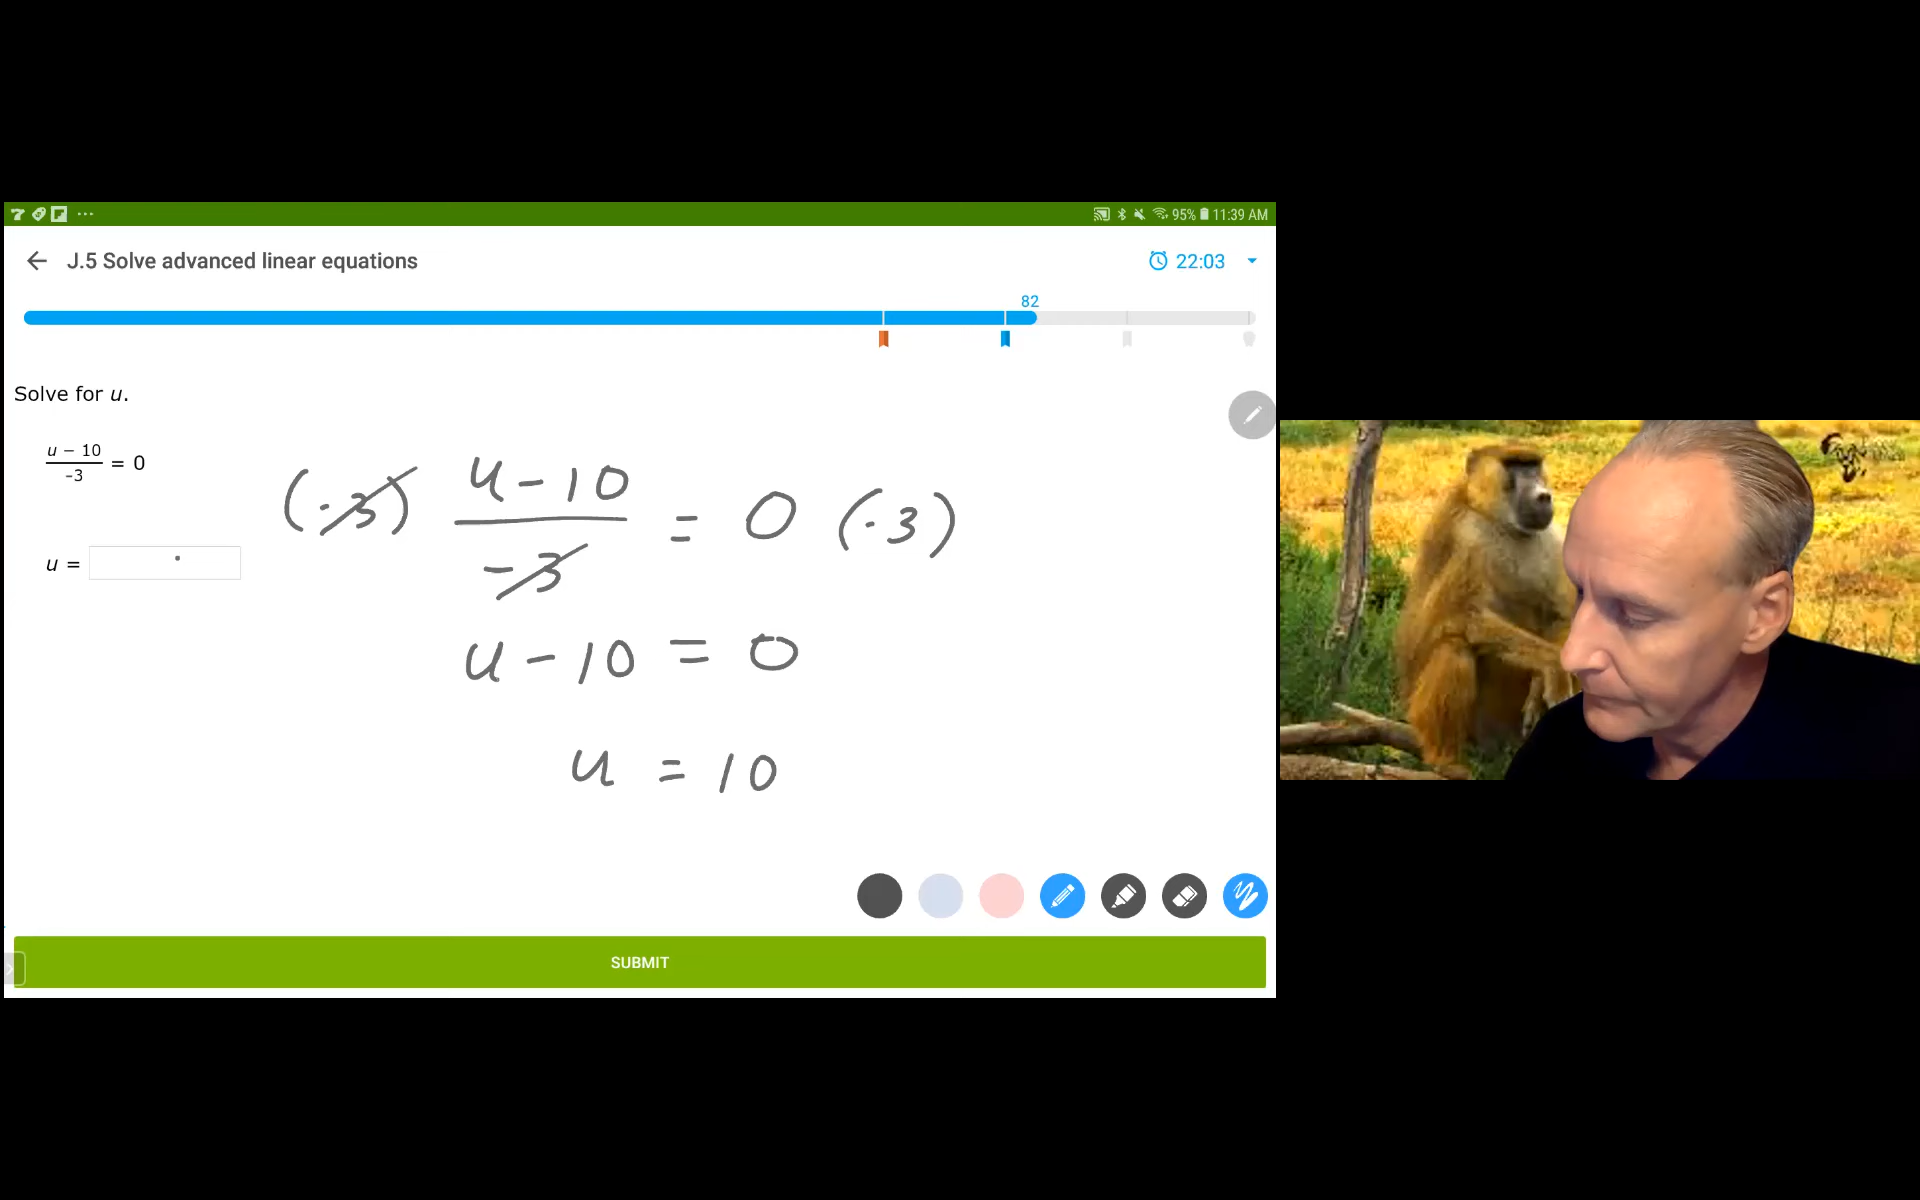 95% 11:39 AM
J.5 Solve advanced linear equations
22:03
82
Solve for u.
u − 10
-3
= 0
u =
(-3) u - 10 = 0 (-3)
-3
u - 10 = 0
u = 10
SUBMIT